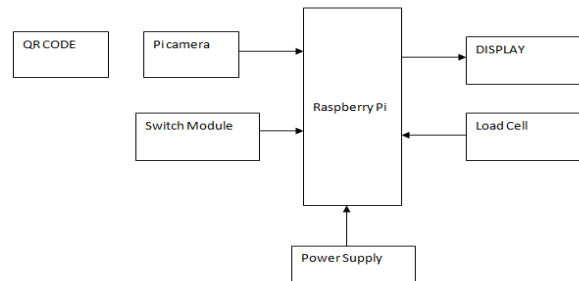 QR CODE
Pi camera
DISPLAY
Raspberry Pi
Switch Module
Load Cell
Power Supply